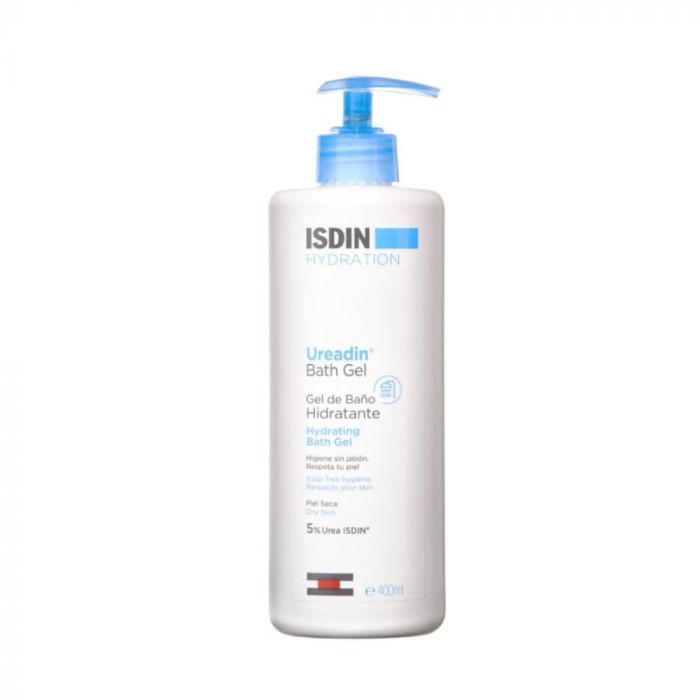 ISDIN
HYDRATION
Ureadin®
Bath Gel
Gel de Baño
Hidratante
Hydrating
Bath Gel
Higiene sin jabón.
Respeta tu piel
Soap free hygiene.
Respects your skin
Piel Seca
Dry Skin
5% Urea ISDIN®
℮ 400ml